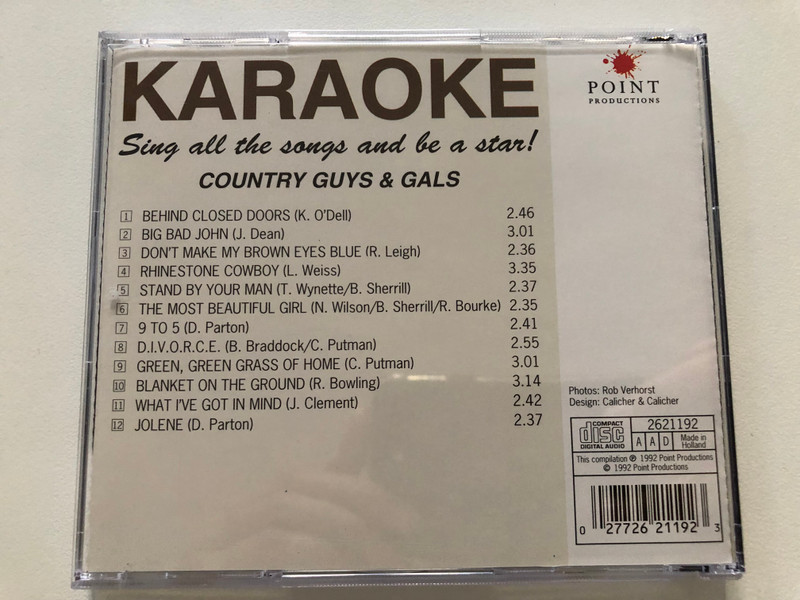 KARAOKE
Sing all the songs and be a star!
COUNTRY GUYS & GALS
1 BEHIND CLOSED DOORS (K. O'Dell) 2.46
2 BIG BAD JOHN (J. Dean) 3.01
3 DON'T MAKE MY BROWN EYES BLUE (R. Leigh) 2.36
4 RHINESTONE COWBOY (L. Weiss) 3.35
5 STAND BY YOUR MAN (T. Wynette/B. Sherrill) 2.37
6 THE MOST BEAUTIFUL GIRL (N. Wilson/B. Sherrill/R. Bourke) 2.35
7 9 TO 5 (D. Parton) 2.41
8 D.I.V.O.R.C.E. (B. Braddock/C. Putman) 2.55
9 GREEN, GREEN GRASS OF HOME (C. Putman) 3.01
10 BLANKET ON THE GROUND (R. Bowling) 3.14
11 WHAT I'VE GOT IN MIND (J. Clement) 2.42
12 JOLENE (D. Parton) 2.37
POINT
PRODUCTIONS
Photos: Rob Verhorst
Design: Calicher & Calicher
COMPACT
disc
DIGITAL AUDIO
2621192
A A D
Made in
Holland
This compilation ℗ 1992 Point Productions
© 1992 Point Productions
0 27726 21192 3